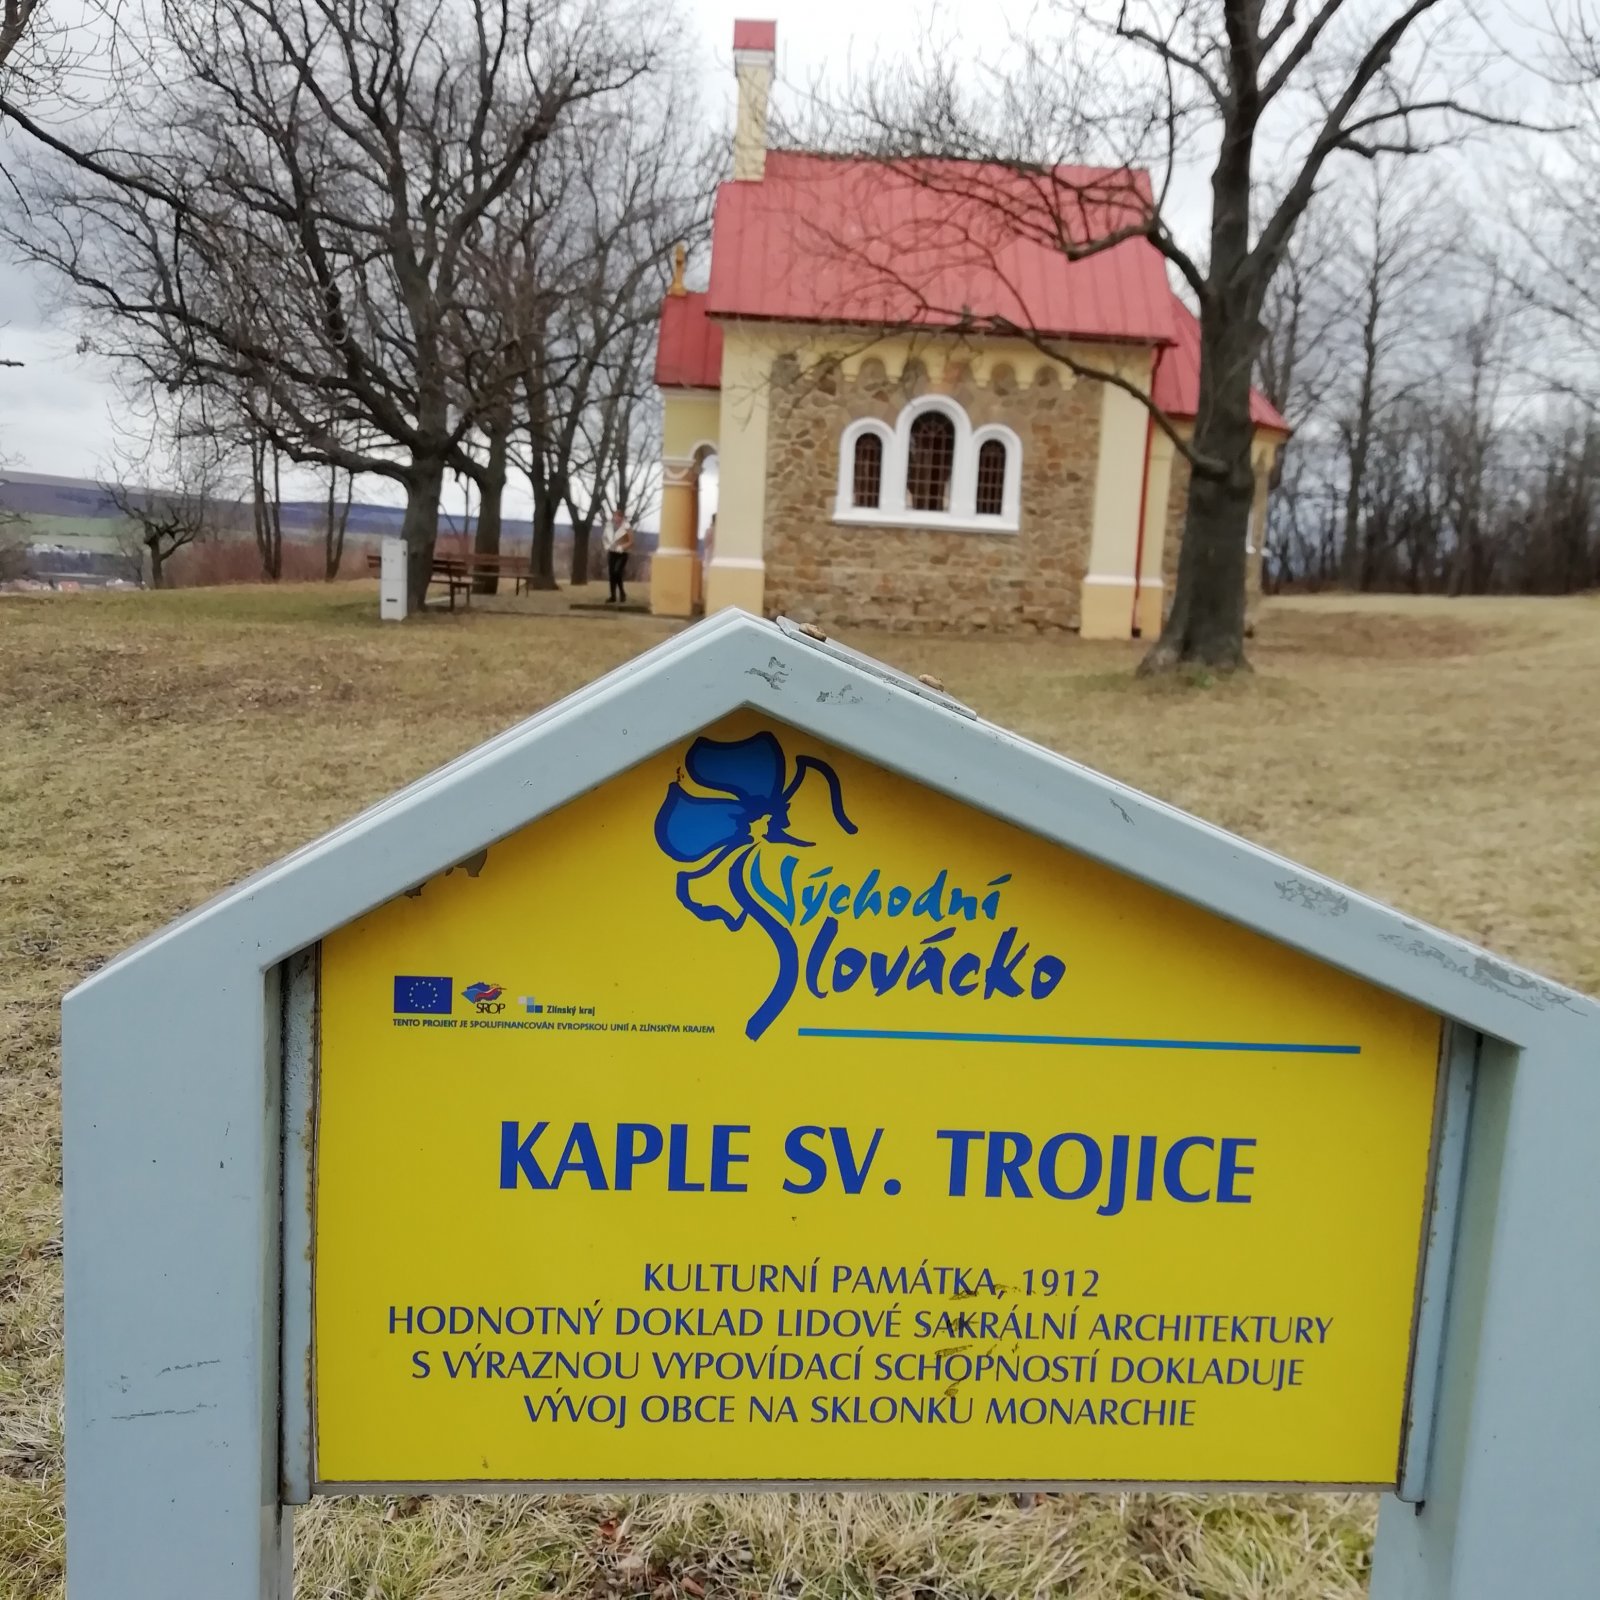 Východní
Slovácko
SROP
Zlínský kraj
TENTO PROJEKT JE SPOLUFINANCOVÁN EVROPSKOU UNIÍ A ZLÍNSKÝM KRAJEM
KAPLE SV. TROJICE
KULTURNÍ PAMÁTKA, 1912
HODNOTNÝ DOKLAD LIDOVÉ SAKRÁLNÍ ARCHITEKTURY
S VÝRAZNOU VYPOVÍDACÍ SCHOPNOSTÍ DOKLADUJE
VÝVOJ OBCE NA SKLONKU MONARCHIE